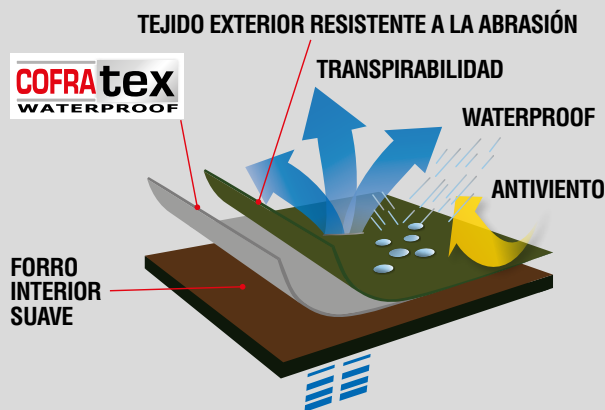 TEJIDO EXTERIOR RESISTENTE A LA ABRASIÓN
COFRA tex
WATERPROOF
TRANSPIRABILIDAD
WATERPROOF
ANTIVIENTO
FORRO
INTERIOR
SUAVE